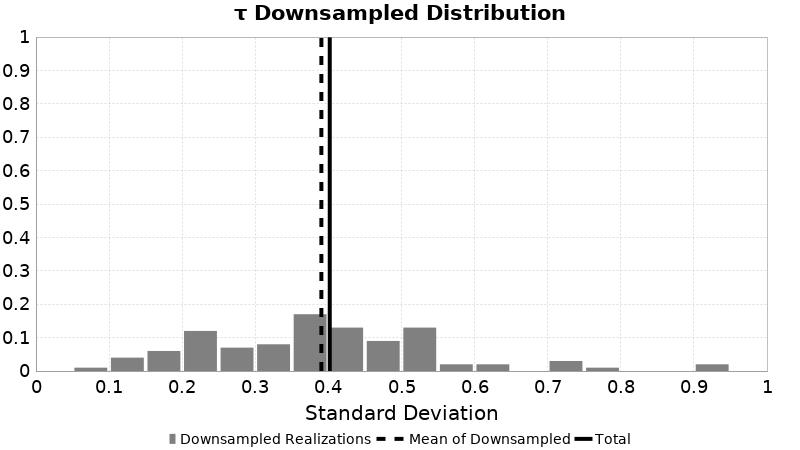 τ Downsampled Distribution
1
0.9
0.8
0.7
0.6
0.5
0.4
0.3
0.2
0.1
0
0 0.1 0.2 0.3 0.4 0.5 0.6 0.7 0.8 0.9 1
Standard Deviation
Downsampled Realizations Mean of Downsampled Total